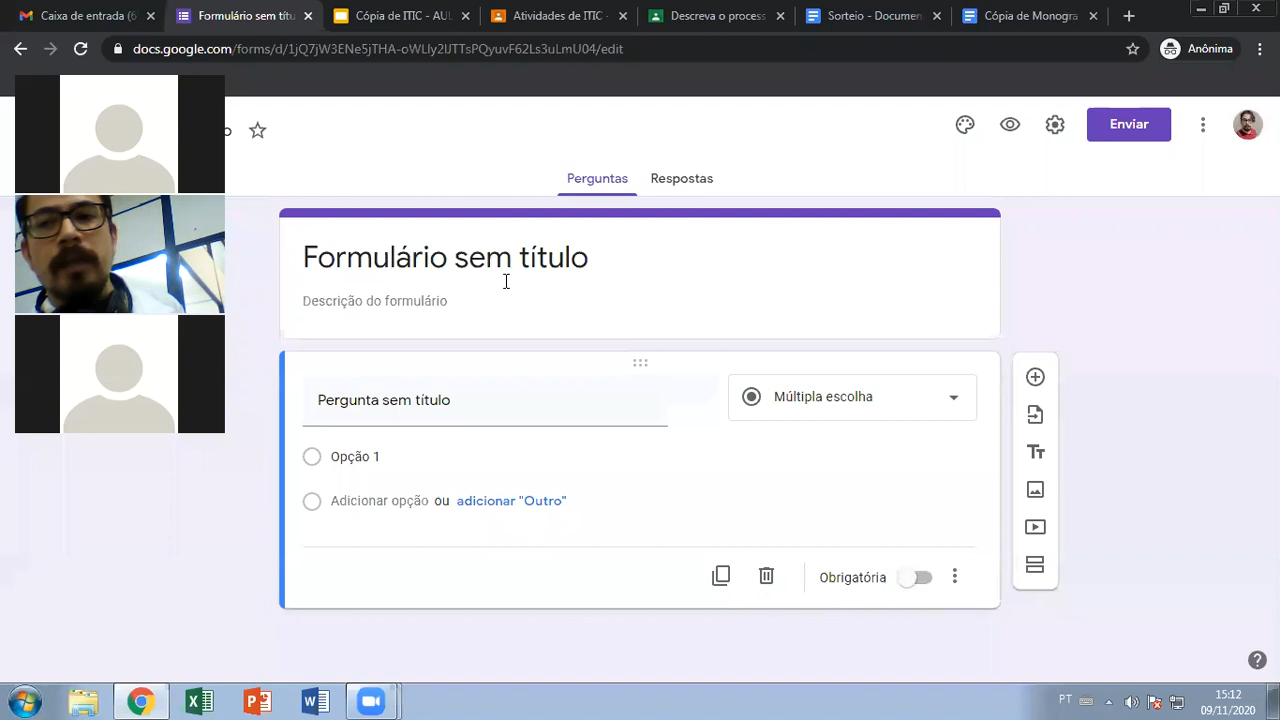 Caixa de entrada (6
Formulário sem títu
Cópia de ITIC - AUL
Atividades de ITIC -
Descreva o process
Sorteio - Documen
Cópia de Monogra
docs.google.com/forms/d/1jQ7jW3ENe5jTHA-oWLly2lJTTsPQyuvF62Ls3uLmU04/edit
Anônima
o
Enviar
Perguntas
Respostas
Formulário sem título
Descrição do formulário
Pergunta sem título
Múltipla escolha
Opção 1
Adicionar opção ou adicionar "Outro"
Obrigatória
PT
15:12
09/11/2020